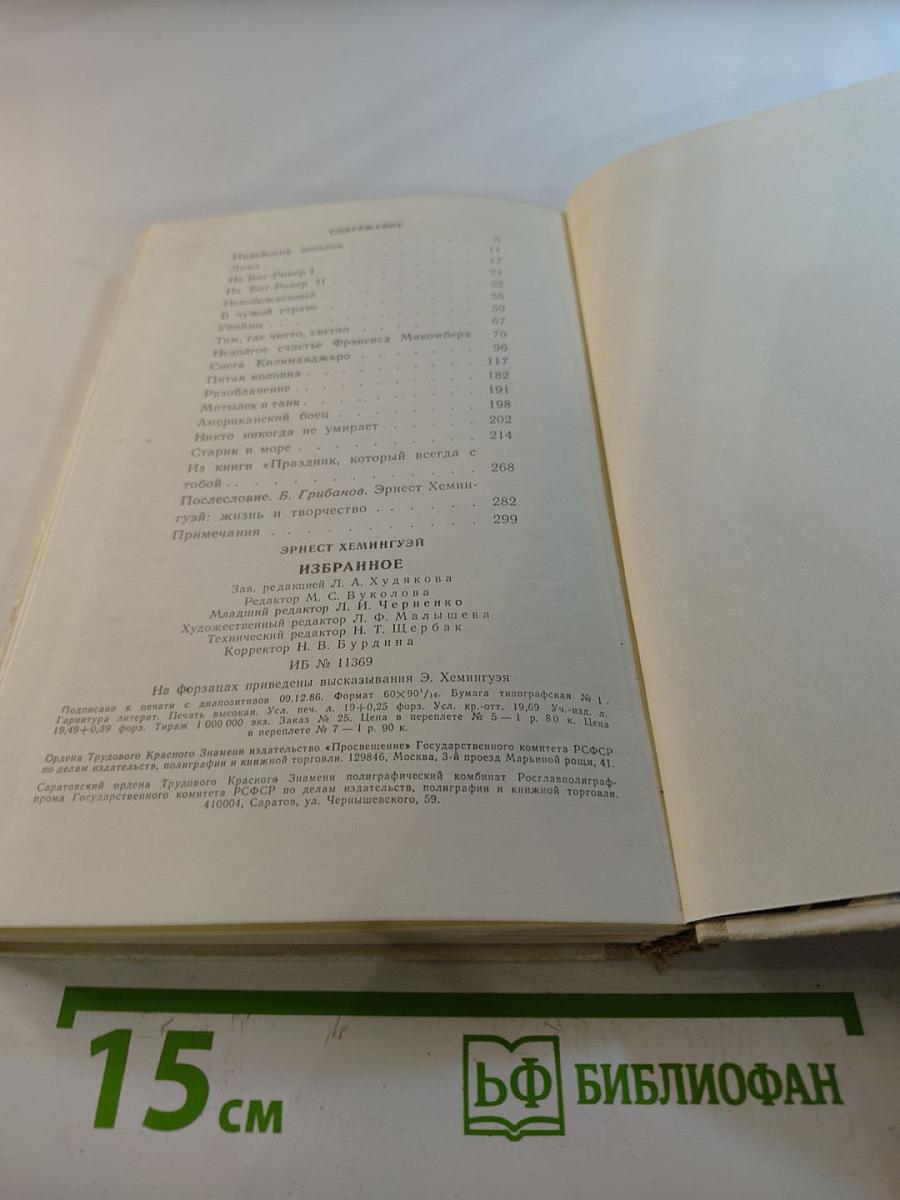 СОДЕРЖАНИЕ
Индейский поселок . . . . . . . . 5
Дома . . . . . . . . 11
На Биг-Ривер I . . . . . . . . 17
На Биг-Ривер II . . . . . . . . 24
Непобежденный . . . . . . . . 32
В чужой стране . . . . . . . . 55
Убийцы . . . . . . . . 59
Там, где чисто, светло . . . . . . . . 67
Недолгое счастье Фрэнсиса Макомбера 70
Снега Килиманджаро . . . . . . . . 96
Пятая колонна . . . . . . . . 117
Разоблачение . . . . . . . . 182
Мотылек и танк . . . . . . . . 191
Американский боец . . . . . . . . 198
Никто никогда не умирает . . . . . . 202
Старик и море . . . . . . . . 214
Из книги «Праздник, который всегда с
тобой . . . . . . . . 268
Послесловие. Б. Грибанов. Эрнест Хемин-
гуэй: жизнь и творчество . . . . . . 282
Примечания . . . . . . . . 299
ЭРНЕСТ ХЕМИНГУЭЙ
ИЗБРАННОЕ
Зав. редакцией Л. А. Худякова
Редактор М. С. Вуколова
Младший редактор Л. И. Черненко
Художественный редактор Л. Ф. Малышева
Технический редактор Н. Т. Щербак
Корректор Н. В. Бурдина
ИБ № 11369
На форзацах приведены высказывания Э. Хемингуэя
Подписано к печати с диапозитивов 09.12.86. Формат 60×90¹/₁₆. Бумага типографская № 1.
Гарнитура литерат. Печать высокая. Усл. печ. л. 19+0,25 форз. Усл. кр.-отт. 19,69 Уч.-изд. л.
19,49+0,39 форз. Тираж 1 000 000 экз. Заказ № 25. Цена в переплете № 5 — 1 р. 80 к. Цена
в переплете № 7 — 1 р. 90 к.
Ордена Трудового Красного Знамени издательство «Просвещение» Государственного комитета РСФСР
по делам издательств, полиграфии и книжной торговли. 129846, Москва, 3-й проезд Марьиной рощи, 41.
Саратовский ордена Трудового Красного Знамени полиграфический комбинат Росглавполиграф-
прома Государственного комитета РСФСР по делам издательств, полиграфии и книжной торговли.
410004, Саратов, ул. Чернышевского, 59.
15 см
БФ БИБЛИОФАН